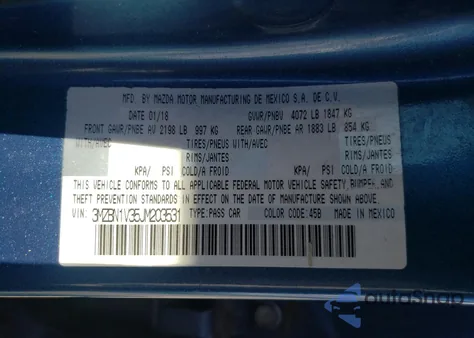 MFD. BY MAZDA MOTOR MANUFACTURING DE MEXICO S.A. DE C.V.
DATE 01/18 GVWR/PNBV 4072 LB 1847 KG
FRONT GAWR/PNBE AV 2198 LB 997 KG REAR GAWR/PNBE AR 1883 LB 854 KG
WITH/AVEC TIRES/PNEUS WITH/AVEC TIRES/PNEUS
RIMS/JANTES RIMS/JANTES
KPA/ PSI COLD/A FROID KPA/ PSI COLD/A FROID
THIS VEHICLE CONFORMS TO ALL APPLICABLE FEDERAL MOTOR VEHICLE SAFETY, BUMPER, AND
THEFT PREVENTION STANDARDS IN EFFECT ON THE DATE OF MANUFACTURE SHOWN ABOVE.
VIN: 3MZBN1V35JM203531 TYPE: PASS CAR COLOR CODE: 45B MADE IN MEXICO
autoShop